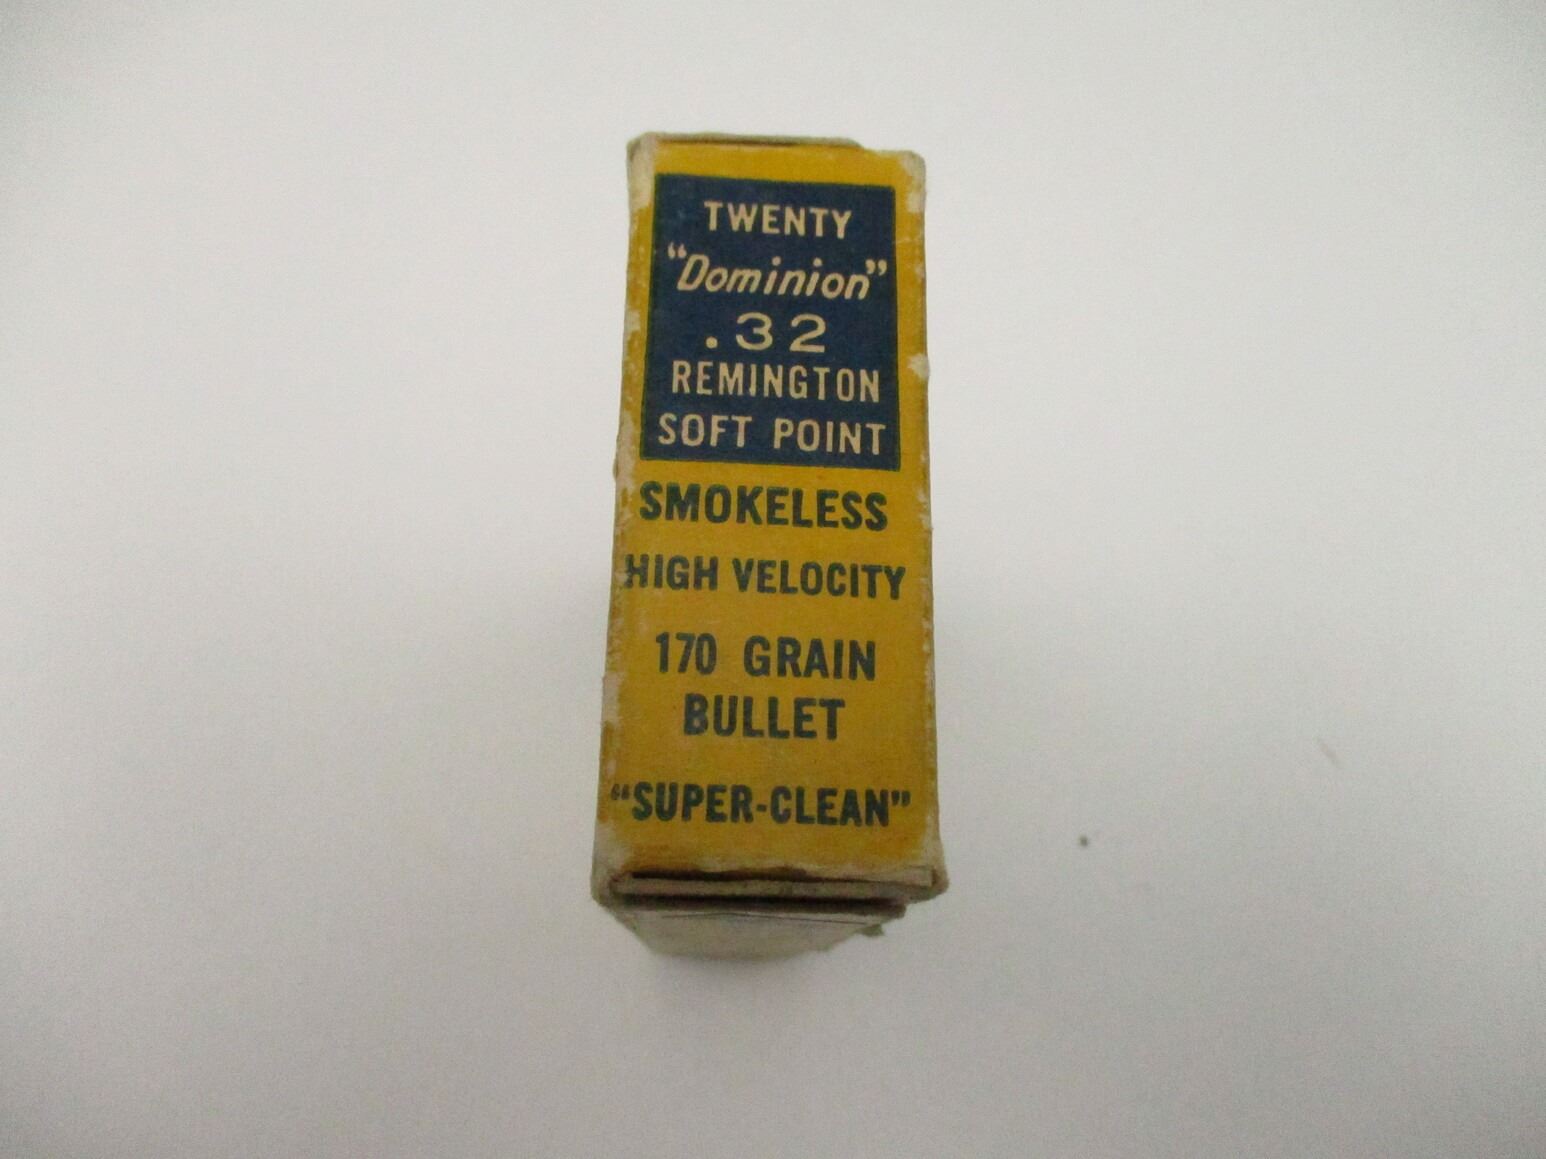 TWENTY
"Dominion"
.32
REMINGTON
SOFT POINT
SMOKELESS
HIGH VELOCITY
170 GRAIN
BULLET
"SUPER-CLEAN"